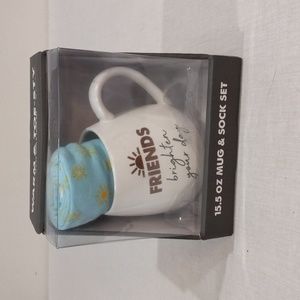 FRIENDS
brighten
your day
15.5 OZ MUG & SOCK SET